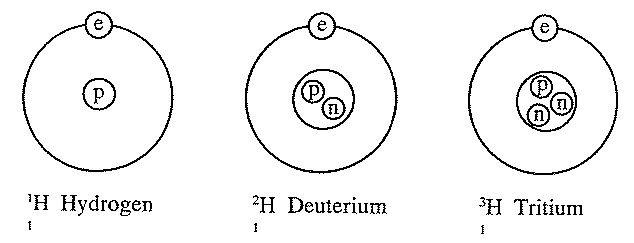 e e e
p p n p n n
¹H Hydrogen ²H Deuterium ³H Tritium
1 1 1